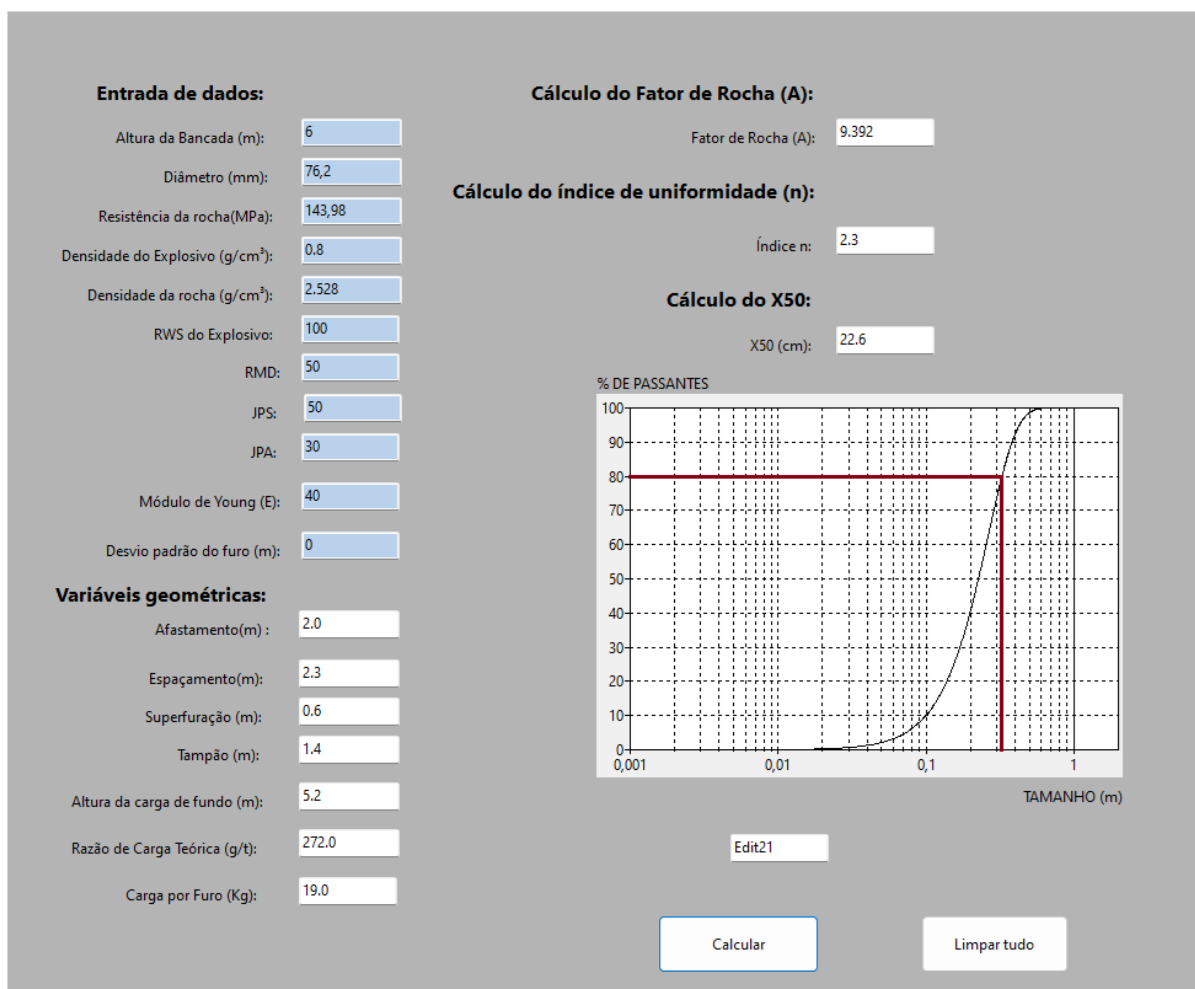 Entrada de dados:
Altura da Bancada (m): 6
Diâmetro (mm): 76,2
Resistência da rocha(MPa): 143,98
Densidade do Explosivo (g/cm³): 0.8
Densidade da rocha (g/cm³): 2.528
RWS do Explosivo: 100
RMD: 50
JPS: 50
JPA: 30
Módulo de Young (E): 40
Desvio padrão do furo (m): 0
Variáveis geométricas:
Afastamento(m) : 2.0
Espaçamento(m): 2.3
Superfuração (m): 0.6
Tampão (m): 1.4
Altura da carga de fundo (m): 5.2
Razão de Carga Teórica (g/t): 272.0
Carga por Furo (Kg): 19.0
Cálculo do Fator de Rocha (A):
Fator de Rocha (A): 9.392
Cálculo do índice de uniformidade (n):
Índice n: 2.3
Cálculo do X50:
X50 (cm): 22.6
% DE PASSANTES
100
90
80
70
60
50
40
30
20
10
0
0,001 0,01 0,1 1
TAMANHO (m)
Edit21
Calcular Limpar tudo